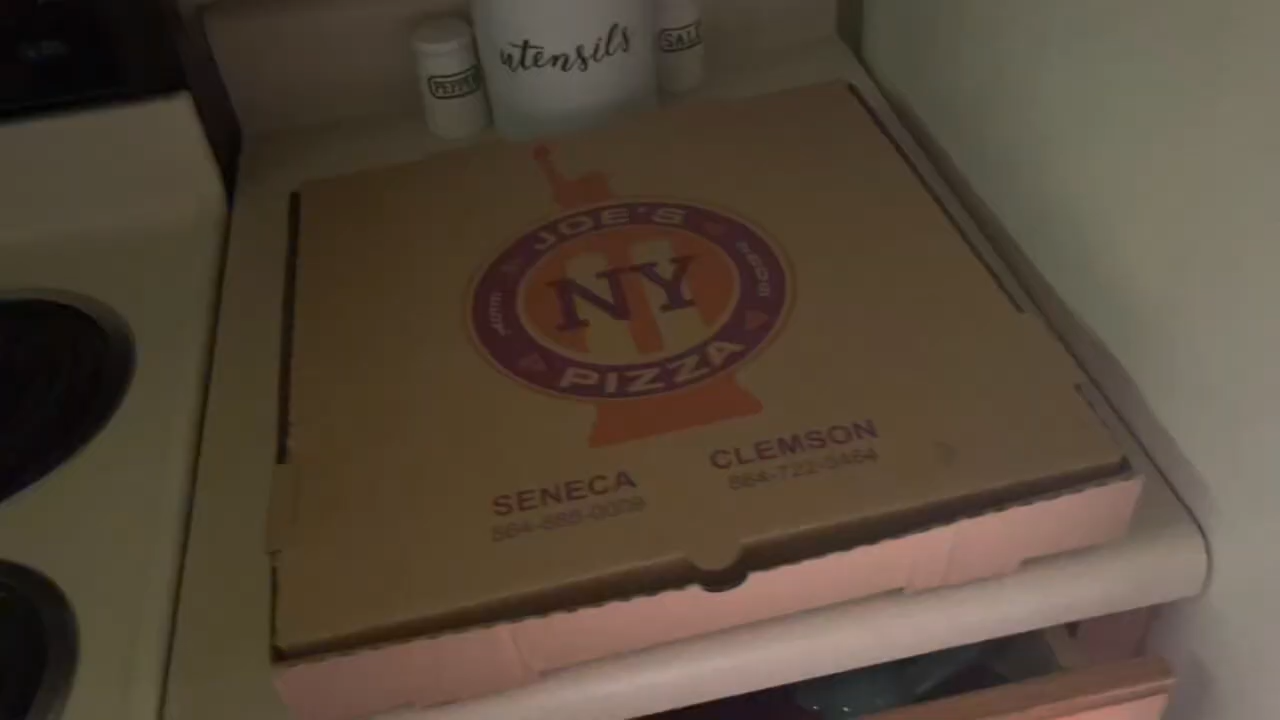 PEPPER
utensils
SALT
JOE'S
NY
PIZZA
SENECA
CLEMSON